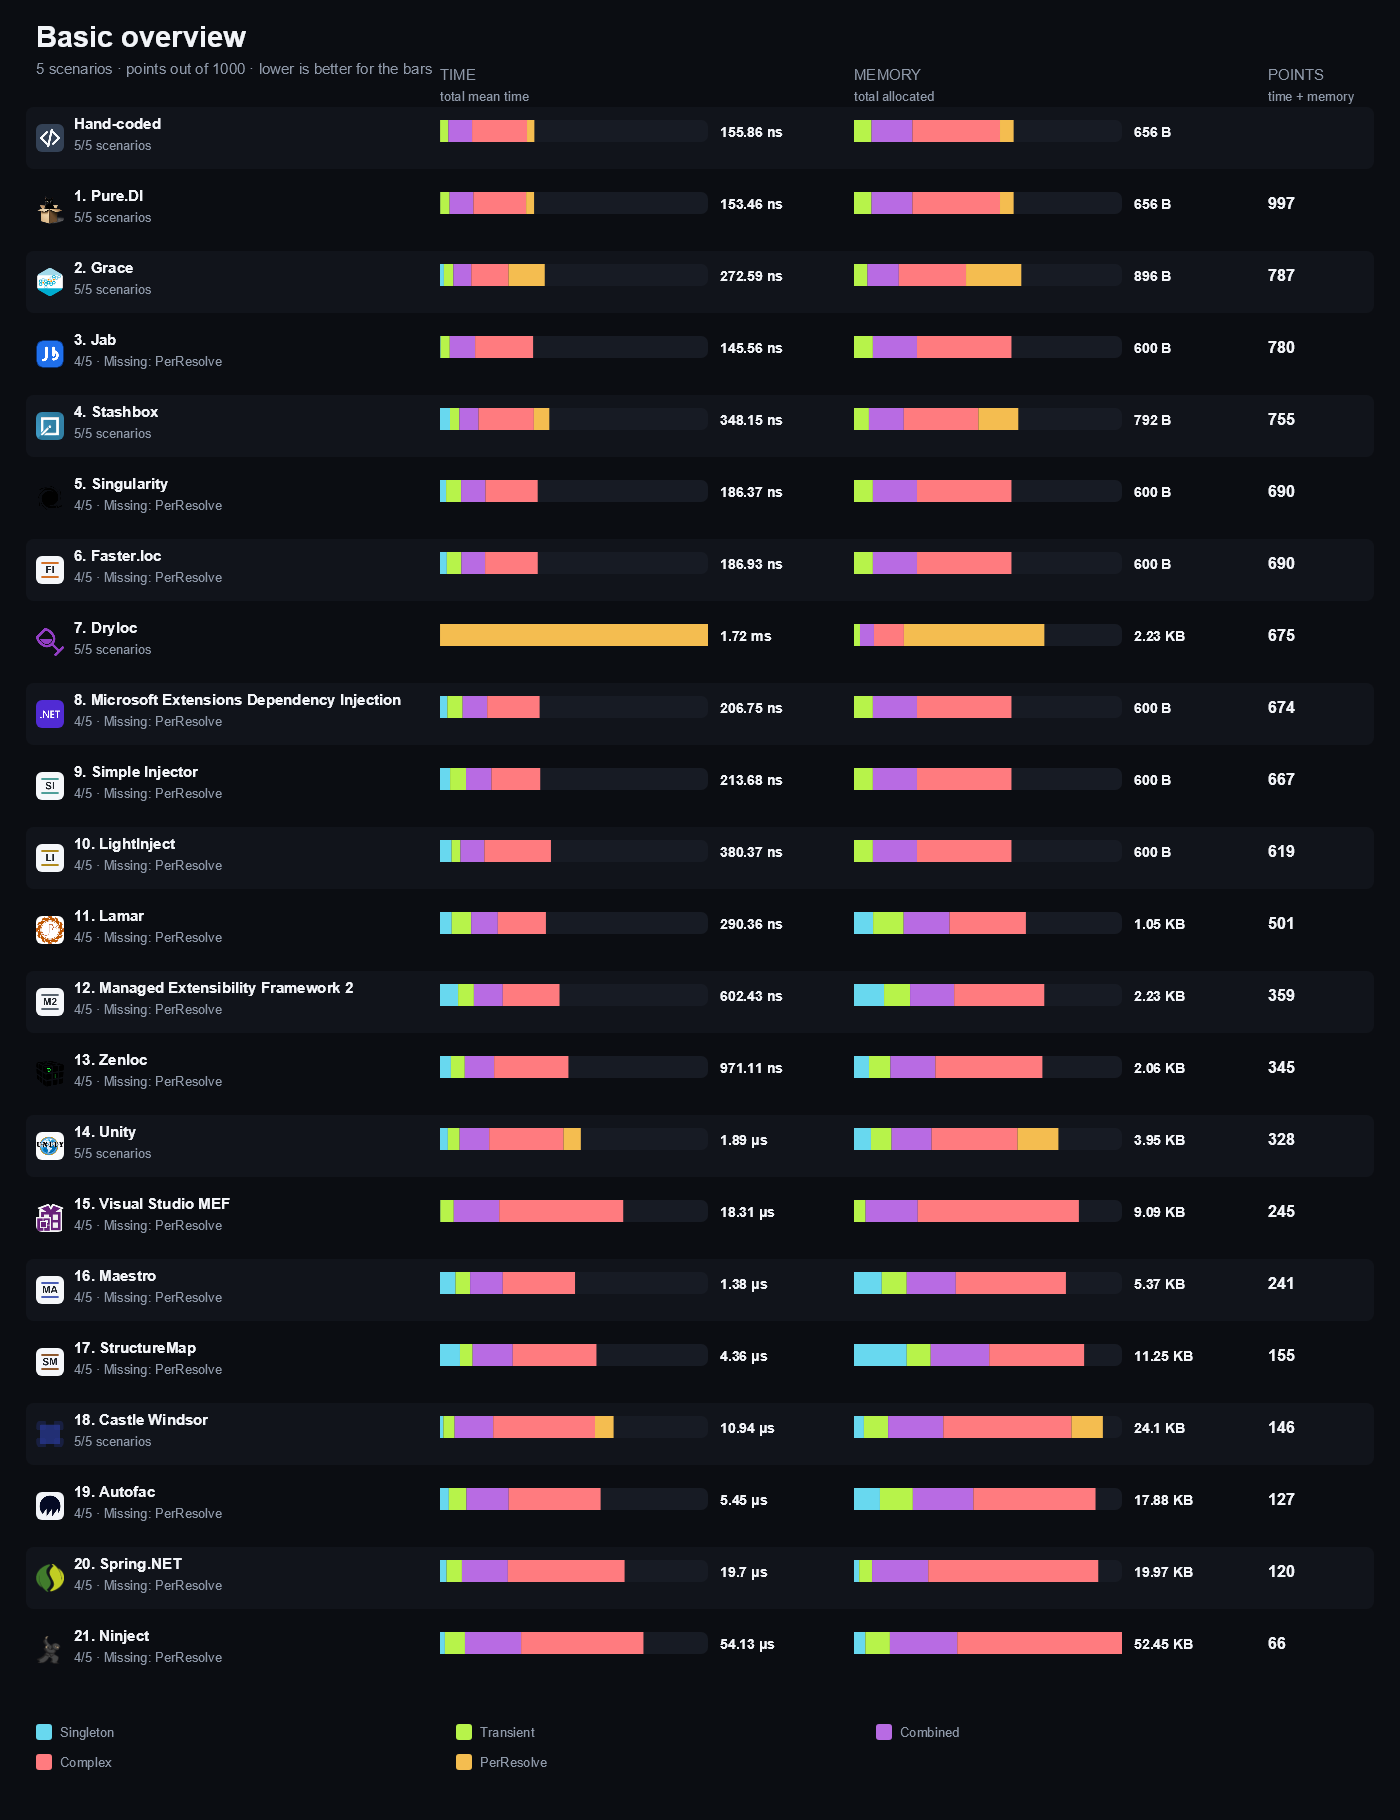 Basic overview
5 scenarios · points out of 1000 · lower is better for the bars
TIME
total mean time
MEMORY
total allocated
POINTS
time + memory
Hand-coded
5/5 scenarios
155.86 ns
656 B
1. Pure.DI
5/5 scenarios
153.46 ns
656 B
997
2. Grace
5/5 scenarios
272.59 ns
896 B
787
Jb
3. Jab
4/5 · Missing: PerResolve
145.56 ns
600 B
780
4. Stashbox
5/5 scenarios
348.15 ns
792 B
755
5. Singularity
4/5 · Missing: PerResolve
186.37 ns
600 B
690
FI
6. Faster.Ioc
4/5 · Missing: PerResolve
186.93 ns
600 B
690
7. DryIoc
5/5 scenarios
1.72 ms
2.23 KB
675
.NET
8. Microsoft Extensions Dependency Injection
4/5 · Missing: PerResolve
206.75 ns
600 B
674
SI
9. Simple Injector
4/5 · Missing: PerResolve
213.68 ns
600 B
667
LI
10. LightInject
4/5 · Missing: PerResolve
380.37 ns
600 B
619
11. Lamar
4/5 · Missing: PerResolve
290.36 ns
1.05 KB
501
M2
12. Managed Extensibility Framework 2
4/5 · Missing: PerResolve
602.43 ns
2.23 KB
359
13. ZenIoc
4/5 · Missing: PerResolve
971.11 ns
2.06 KB
345
UNITY
14. Unity
5/5 scenarios
1.89 µs
3.95 KB
328
15. Visual Studio MEF
4/5 · Missing: PerResolve
18.31 µs
9.09 KB
245
MA
16. Maestro
4/5 · Missing: PerResolve
1.38 µs
5.37 KB
241
SM
17. StructureMap
4/5 · Missing: PerResolve
4.36 µs
11.25 KB
155
18. Castle Windsor
5/5 scenarios
10.94 µs
24.1 KB
146
19. Autofac
4/5 · Missing: PerResolve
5.45 µs
17.88 KB
127
20. Spring.NET
4/5 · Missing: PerResolve
19.7 µs
19.97 KB
120
21. Ninject
4/5 · Missing: PerResolve
54.13 µs
52.45 KB
66
Singleton
Transient
Combined
Complex
PerResolve